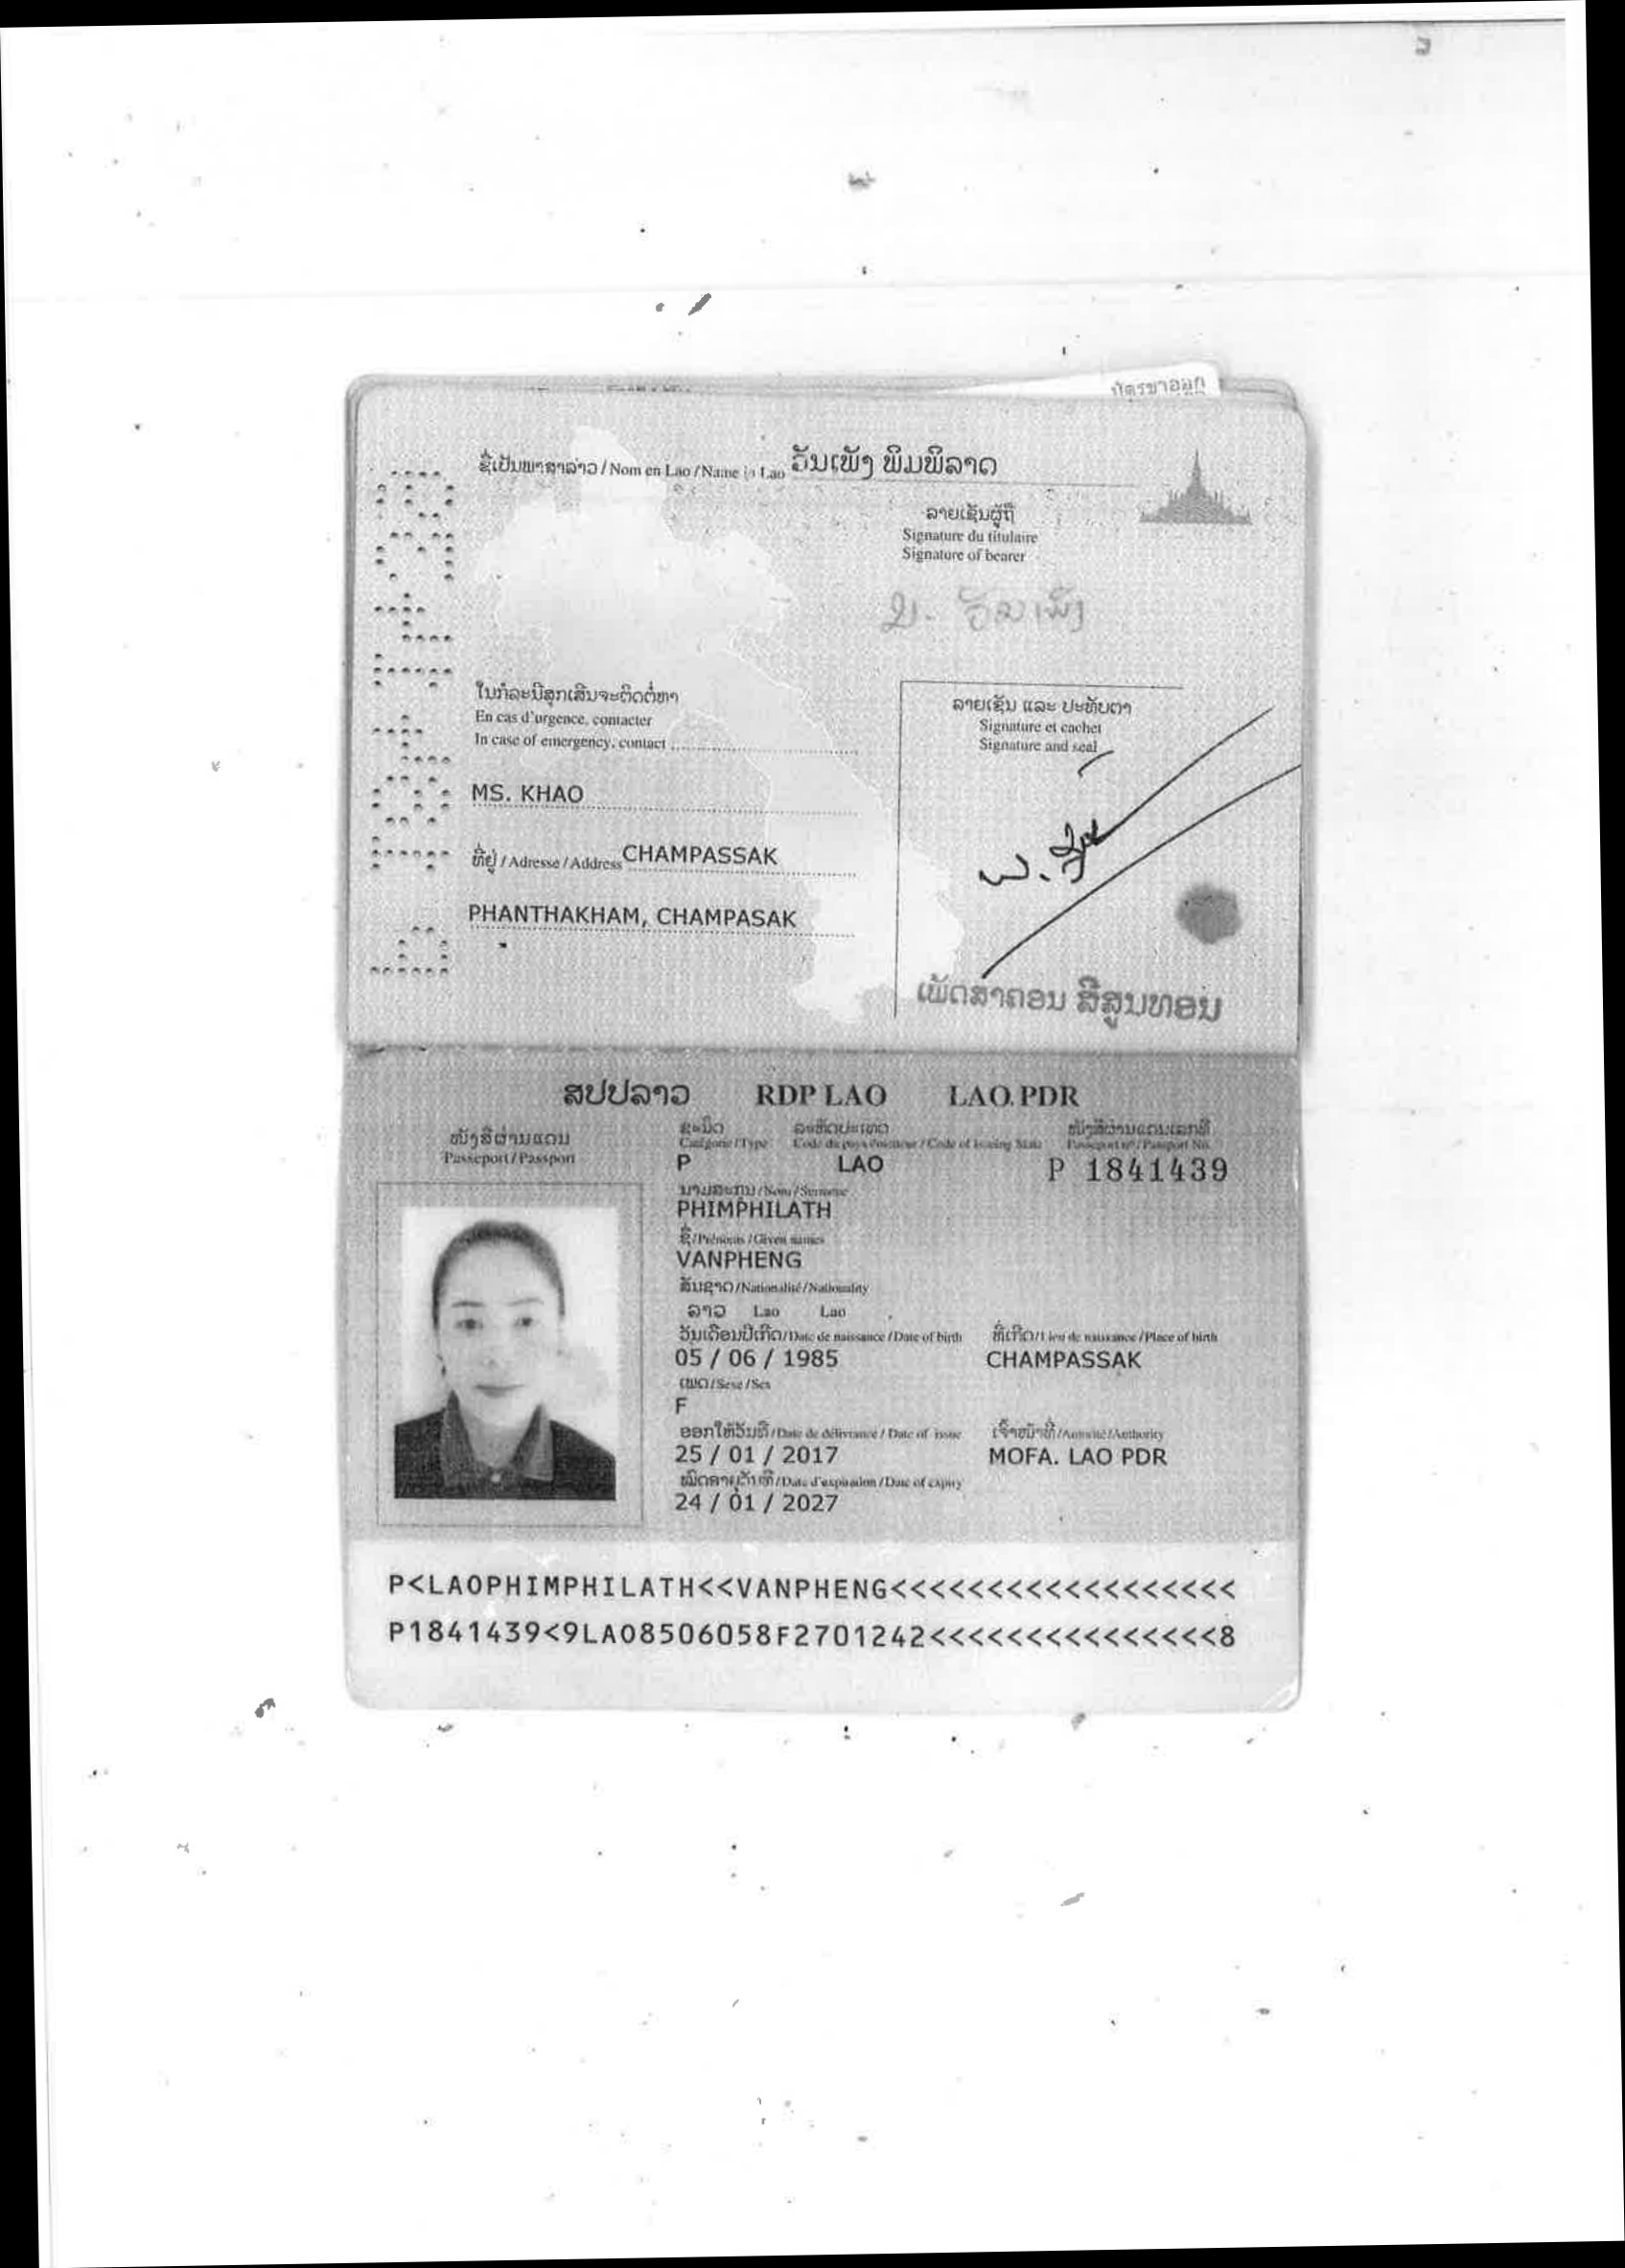 ບັດຂາອອກ
ຊື່ເປັນພາສາລາວ / Nom en Lao / Name in Lao ວັນເພັງ ພິມພິລາດ
ລາຍເຊັນຜູ້ຖື
Signature du titulaire
Signature of bearer
ພ. ວັນເພັງ
ໃນກໍລະນີສຸກເສີນຈະຕິດຕໍ່ຫາ
En cas d'urgence, contacter
In case of emergency, contact
MS. KHAO
ທີ່ຢູ່ / Adresse / Address CHAMPASSAK
PHANTHAKHAM, CHAMPASAK
ລາຍເຊັນ ແລະ ປະທັບຕາ
Signature et cachet
Signature and seal
ເພັດສາຄອນ ສີສູນທອນ
P1841439
ສປປລາວ RDP LAO LAO. PDR
ໜັງສືຜ່ານແດນ
Passeport / Passport
ຊະນິດ ລະຫັດປະເທດ ໜັງສືຜ່ານແດນເລກທີ
Catégorie / Type Code du pays émetteur / Code of Issuing State Passeport n° / Passport No.
P LAO P 1841439
ນາມສະກຸນ / Nom / Surname
PHIMPHILATH
ຊື່ / Prénoms / Given names
VANPHENG
ສັນຊາດ / Nationalité / Nationality
ລາວ Lao Lao
ວັນເດືອນປີເກີດ / Date de naissance / Date of birth ທີ່ເກີດ / Lieu de naissance / Place of birth
05 / 06 / 1985 CHAMPASSAK
ເພດ / Sexe / Sex
F
ອອກໃຫ້ວັນທີ / Date de délivrance / Date of issue ເຈົ້າໜ້າທີ່ / Autorité / Authority
25 / 01 / 2017 MOFA. LAO PDR
ໝົດອາຍຸວັນທີ / Date d'expiration / Date of expiry
24 / 01 / 2027
P<LAOPHIMPHILATH<<VANPHENG<<<<<<<<<<<<<<<<<<
P1841439<9LAO8506058F2701242<<<<<<<<<<<<<<<8